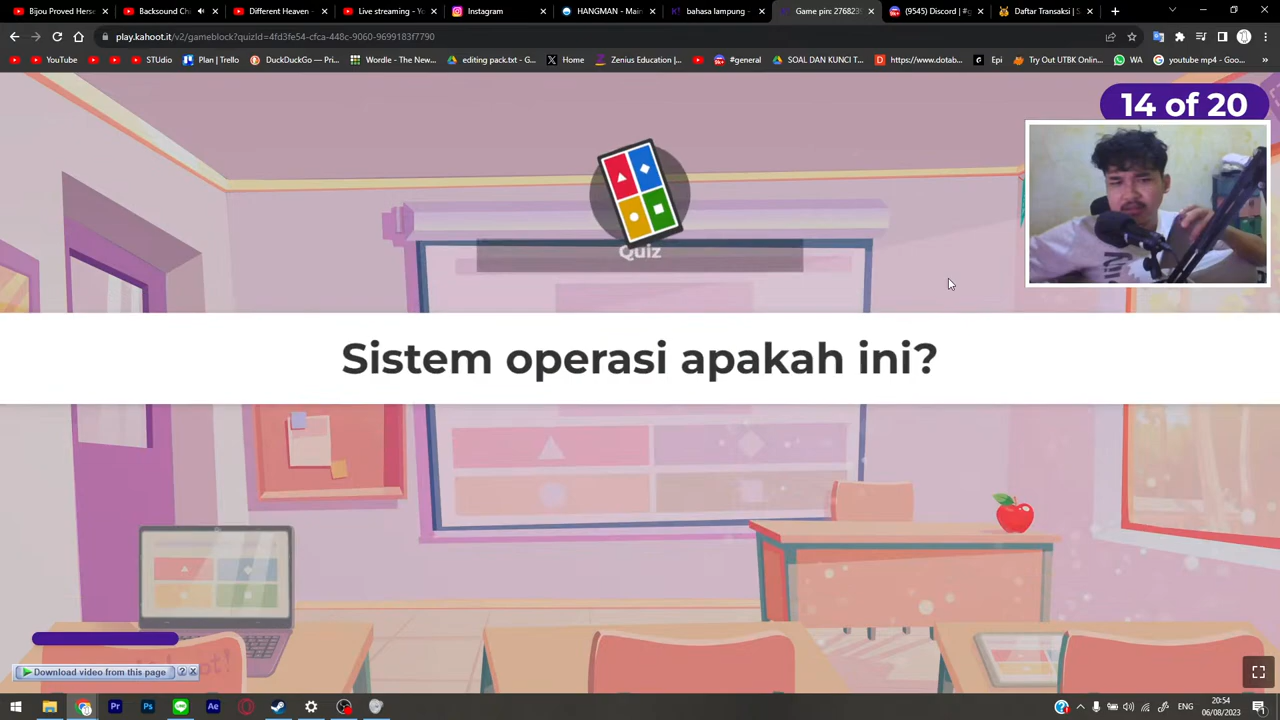 Bijou Proved Herse
Backsound Ch
Different Heaven -
Live streaming - Yo
Instagram
HANGMAN - Main
bahasa lampung -
Game pin: 276823
(9545) Discord | #g
Daftar Transaksi | S
play.kahoot.it/v2/gameblock?quizId=4fd3fe54-cfca-448c-9060-9699183f7790
YouTube
STUdio
Plan | Trello
DuckDuckGo — Pri...
Wordle - The New...
editing pack.txt - G...
Home
Zenius Education |...
#general
SOAL DAN KUNCI T...
https://www.dotab...
Epi
Try Out UTBK Onlin...
WA
youtube mp4 - Goo...
14 of 20
Quiz
Sistem operasi apakah ini?
Download video from this page
?
X
20:54
06/08/2023